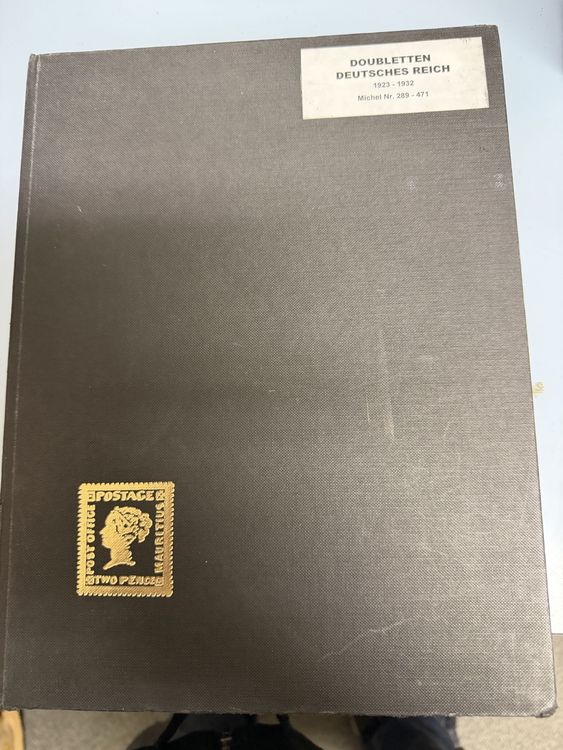 DOUBLETTEN
DEUTSCHES REICH
1923 - 1932
Michel Nr. 289 - 471
POSTAGE
POST OFFICE
MAURITIUS
TWO PENCE